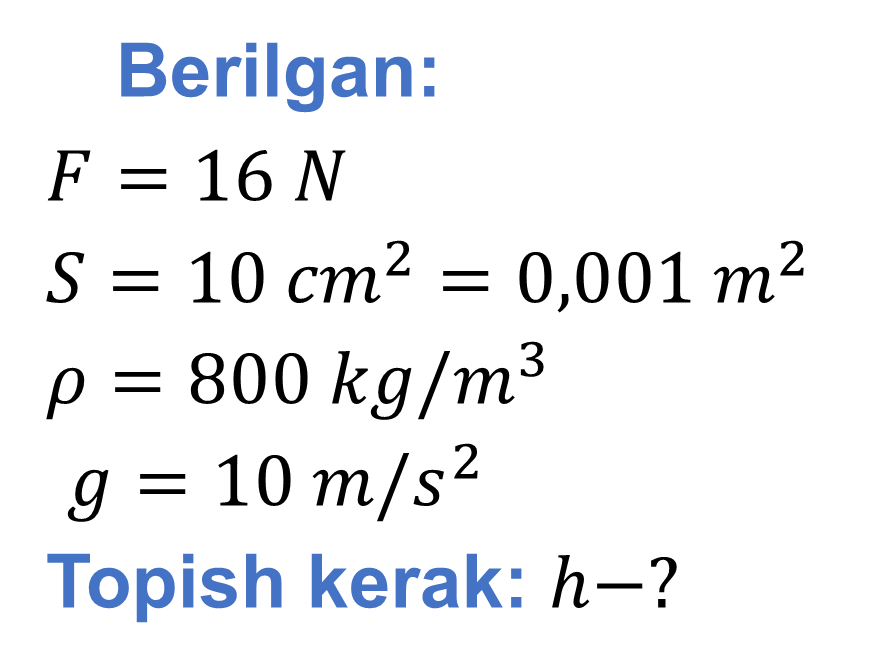 Berilgan:
F = 16 N
S = 10 cm² = 0,001 m²
ρ = 800 kg/m³
g = 10 m/s²
Topish kerak: h−?